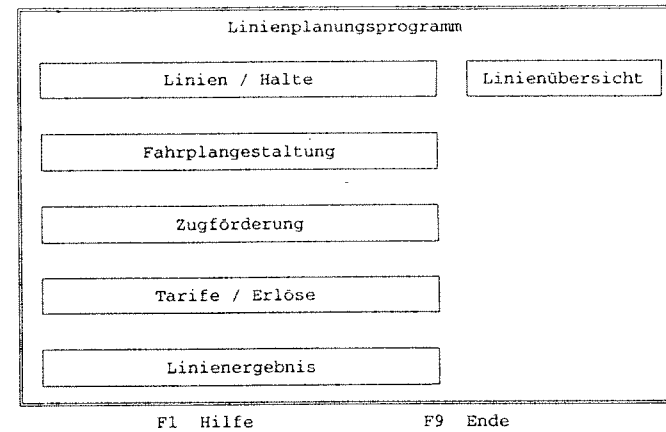 Linienplanungsprogramm
Linien / Halte
Linienübersicht
Fahrplangestaltung
Zugförderung
Tarife / Erlöse
Linienergebnis
F1 Hilfe F9 Ende